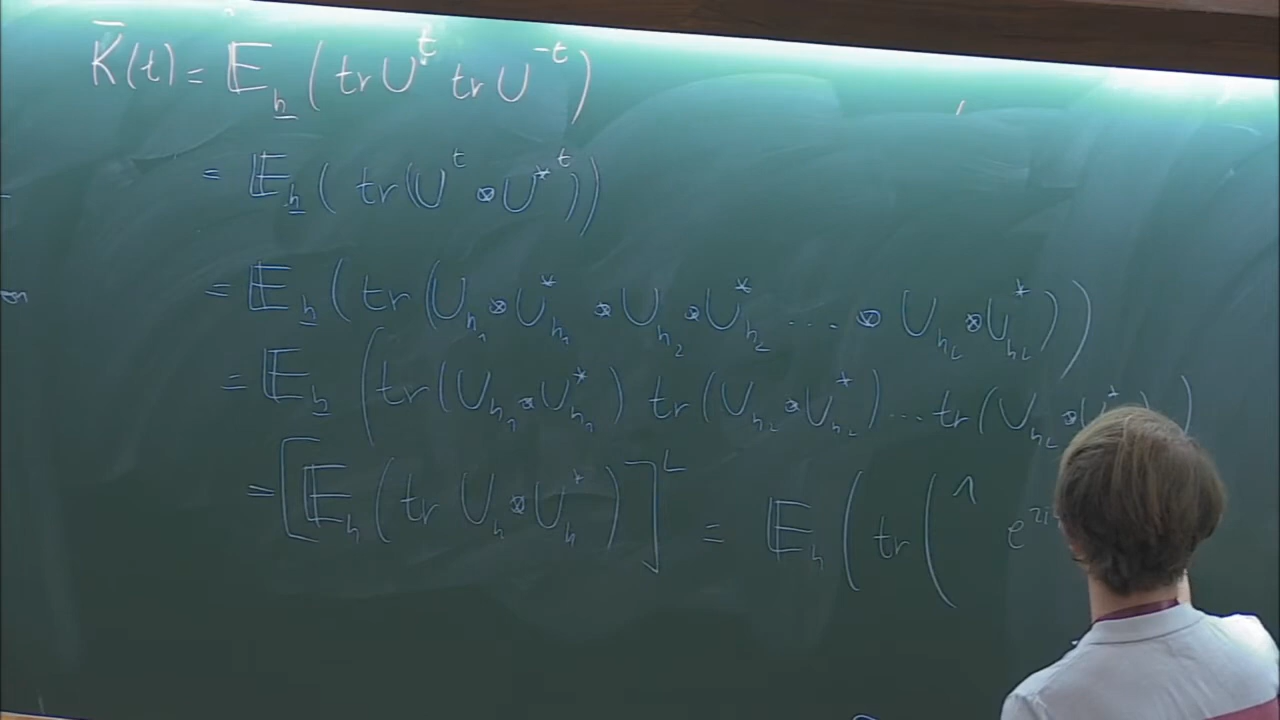 K̄(t) = 𝔼_h ( tr U^t tr U^{-t} )
= 𝔼_h ( tr (U^t ⊗ U^{*t}) )
= 𝔼_h ( tr (U_{h_1} ⊗ U^*_{h_1} ⊗ U_{h_2} ⊗ U^*_{h_2} ... ⊗ U_{h_L} ⊗ U^*_{h_L} ) )
= 𝔼_h ( tr (U_{h_1} ⊗ U^*_{h_1}) tr (U_{h_2} ⊗ U^*_{h_2}) ... tr (U_{h_L} ⊗ U^* ) )
= [ 𝔼_h ( tr U_h ⊗ U^*_h ) ]^L = 𝔼_h ( tr ( 1 e^{2i